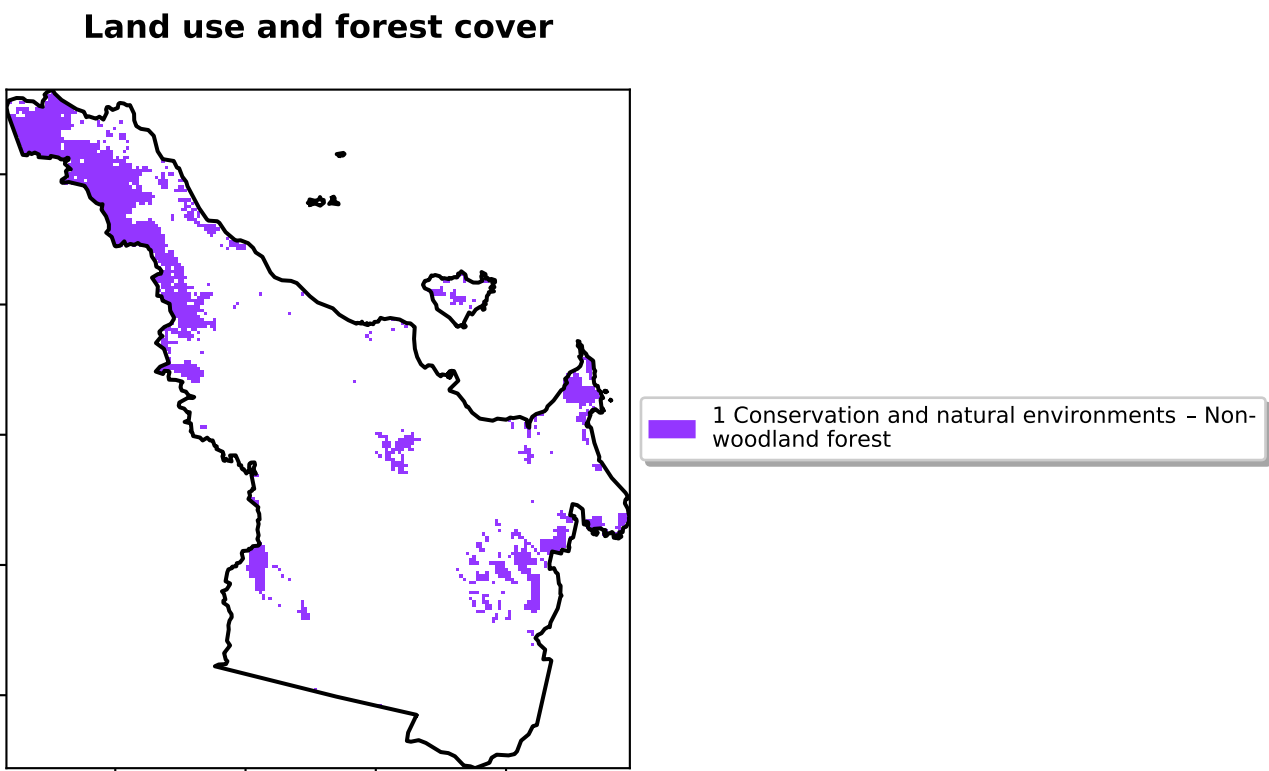 Land use and forest cover
1 Conservation and natural environments – Non-
woodland forest